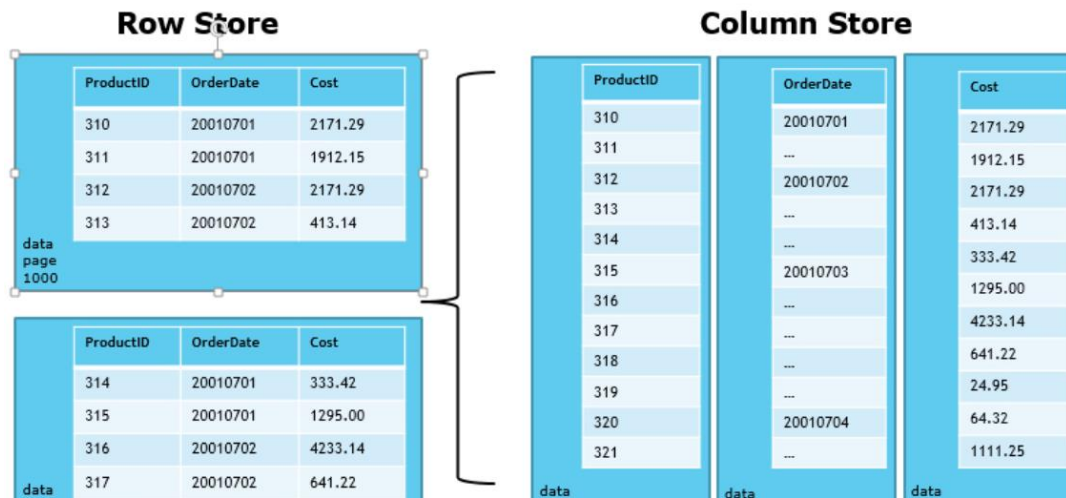 Row Store
ProductID OrderDate Cost
310 20010701 2171.29
311 20010701 1912.15
312 20010702 2171.29
313 20010702 413.14
data
page
1000
ProductID OrderDate Cost
314 20010701 333.42
315 20010701 1295.00
316 20010702 4233.14
317 20010702 641.22
data
Column Store
ProductID
310
311
312
313
314
315
316
317
318
319
320
321
data
OrderDate
20010701
...
20010702
...
...
20010703
...
...
...
...
20010704
...
data
Cost
2171.29
1912.15
2171.29
413.14
333.42
1295.00
4233.14
641.22
24.95
64.32
1111.25
data